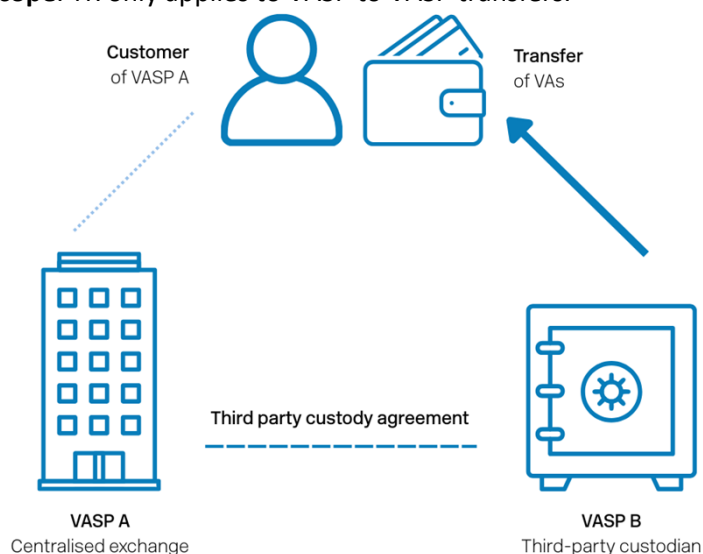 Customer
of VASP A
Transfer
of VAs
Third party custody agreement
VASP A
Centralised exchange
VASP B
Third-party custodian